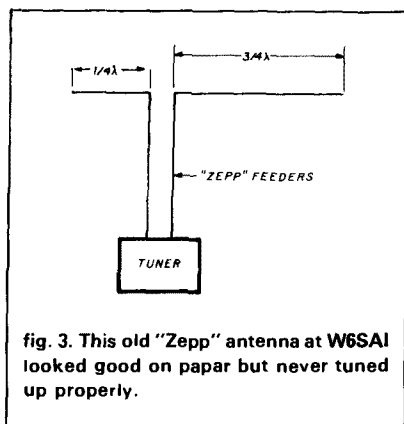 1/4λ
3/4λ
"ZEPP" FEEDERS
TUNER
fig. 3. This old "Zepp" antenna at W6SAI
looked good on papar but never tuned
up properly.